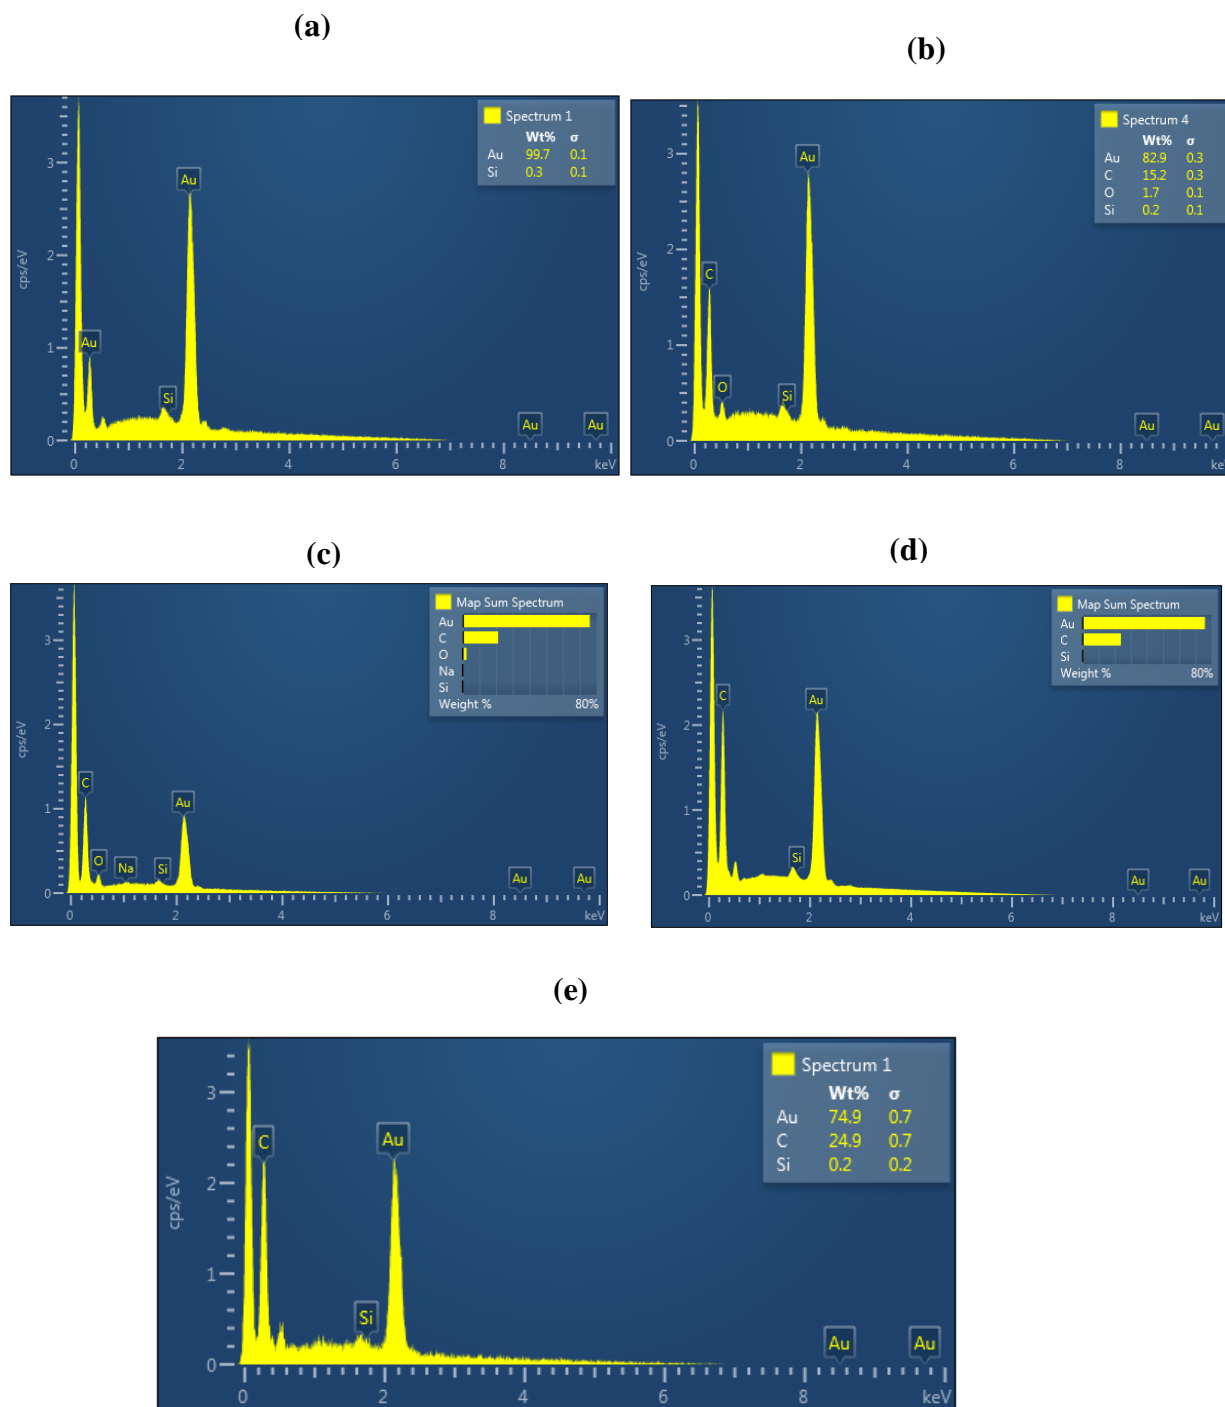 (a)
Spectrum 1
Wt% σ
Au 99.7 0.1
Si 0.3 0.1
Au
Au
Si
Au
Au
cps/eV
3
2
1
0
0 2 4 6 8 keV
(b)
Spectrum 4
Wt% σ
Au 82.9 0.3
C 15.2 0.3
O 1.7 0.1
Si 0.2 0.1
Au
C
O
Si
Au
Au
cps/eV
3
2
1
0
0 2 4 6 8 ke
(c)
Map Sum Spectrum
Au
C
O
Na
Si
Weight % 80%
C
Au
O
Na
Si
Au
Au
cps/eV
3
2
1
0
0 2 4 6 8 keV
(d)
Map Sum Spectrum
Au
C
Si
Weight % 80%
C
Au
Si
Au
Au
cps/eV
3
2
1
0
0 2 4 6 8 keV
(e)
Spectrum 1
Wt% σ
Au 74.9 0.7
C 24.9 0.7
Si 0.2 0.2
C
Au
Si
Au
Au
cps/eV
3
2
1
0
0 2 4 6 8 keV